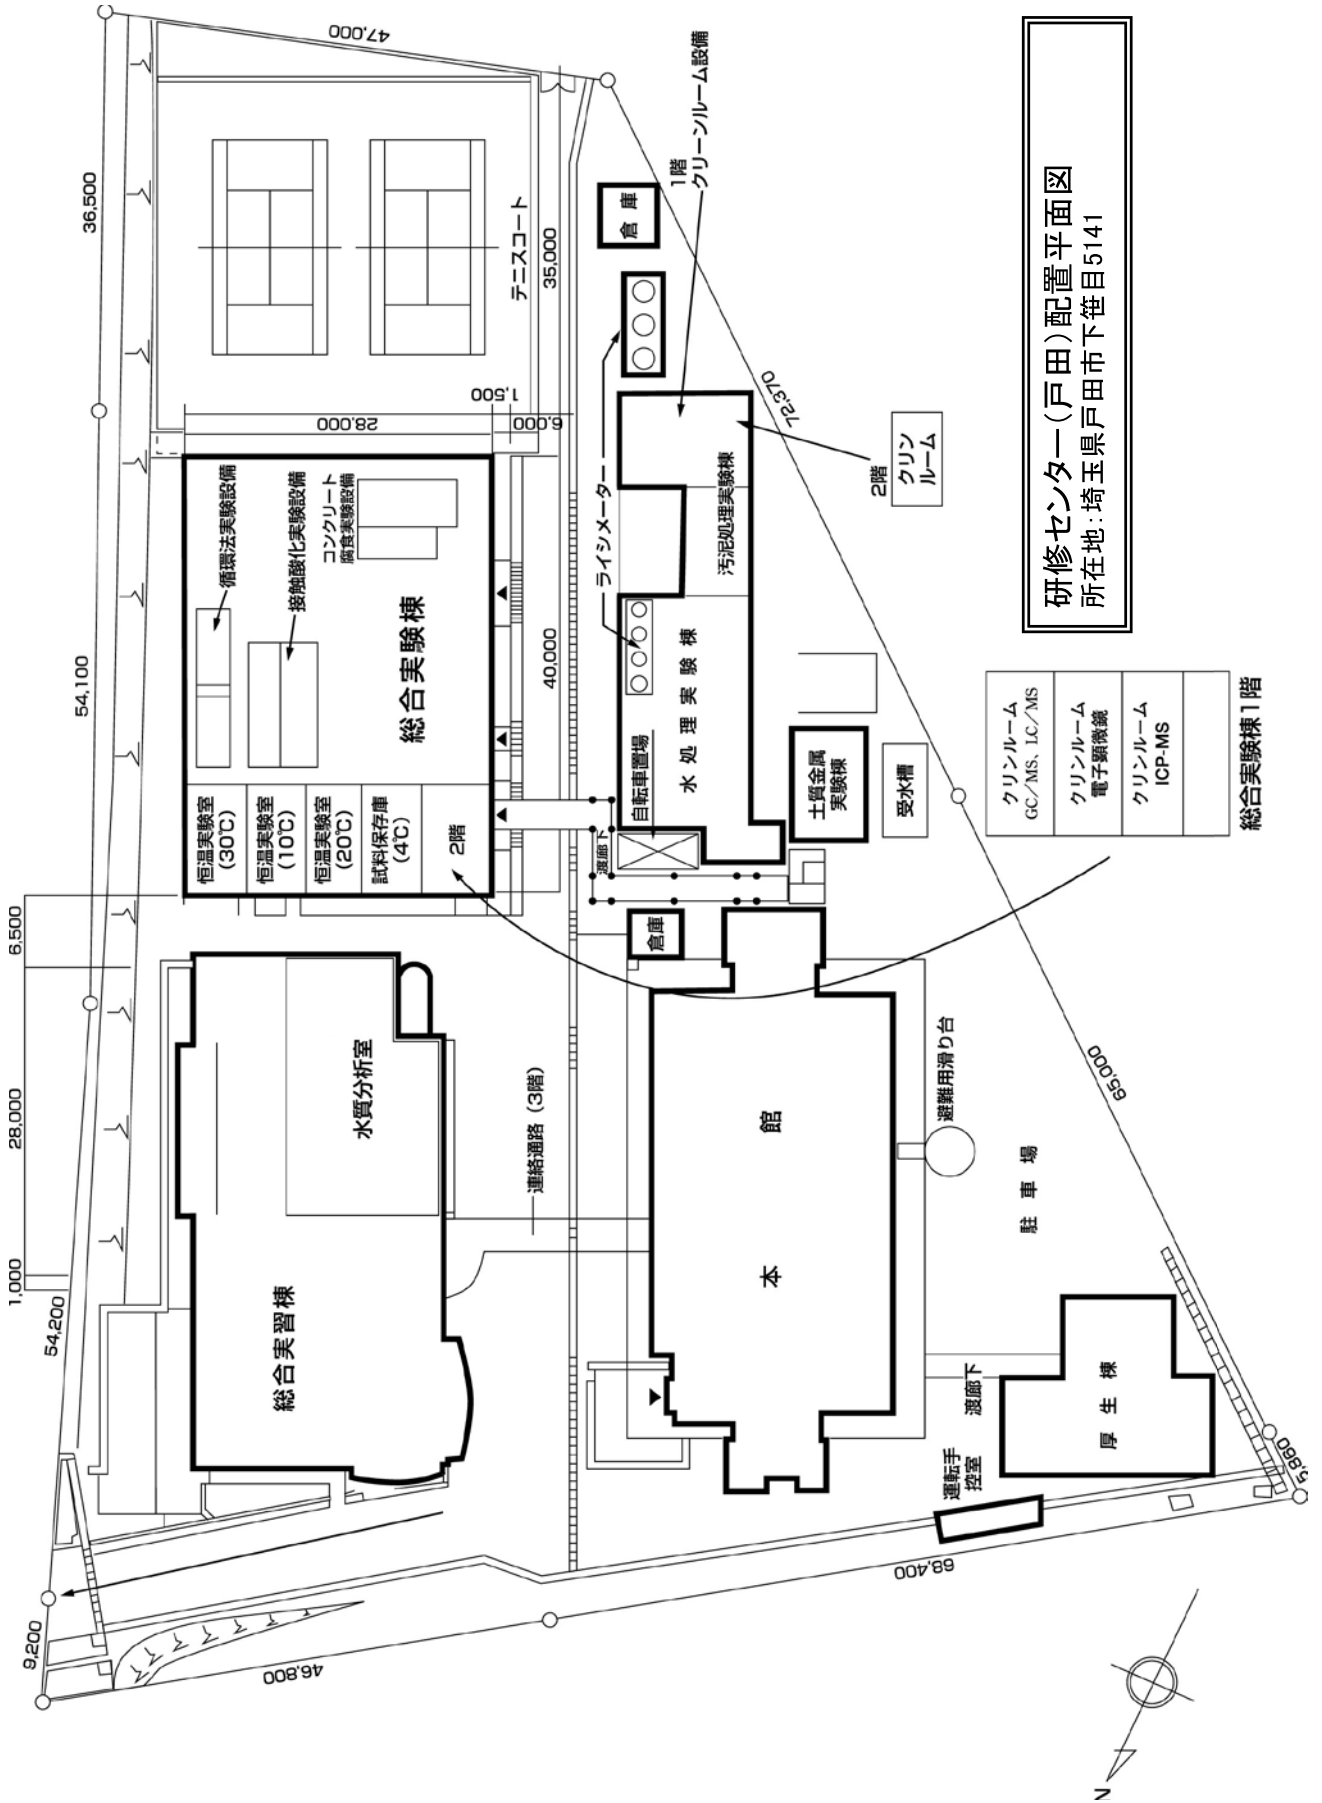 研修センター(戸田)配置平面図
所在地:埼玉県戸田市下笹目5141
47,000
36,500
54,100
54,200
9,200
46,800
68,400
5,860
65,000
72,370
6,500
28,000
1,000
テニスコート
35,000
1,500
28,000
6,000
40,000
循環法実験設備
接触酸化実験設備
コンクリート
腐食実験設備
総合実験棟
恒温実験室
(30℃)
恒温実験室
(10℃)
恒温実験室
(20℃)
試料保存庫
(4℃)
2階
1階
クリーンルーム設備
倉庫
ライシメーター
汚泥処理実験棟
2階
クリン
ルーム
水処理実験棟
自転車置場
渡廊下
土質金属
実験棟
受水槽
クリンルーム
GC/MS、LC/MS
クリンルーム
電子顕微鏡
クリンルーム
ICP-MS
総合実験棟1階
倉庫
水質分析室
総合実習棟
連絡通路(3階)
本館
避難用滑り台
駐車場
渡廊下
厚生棟
運転手
控室
N